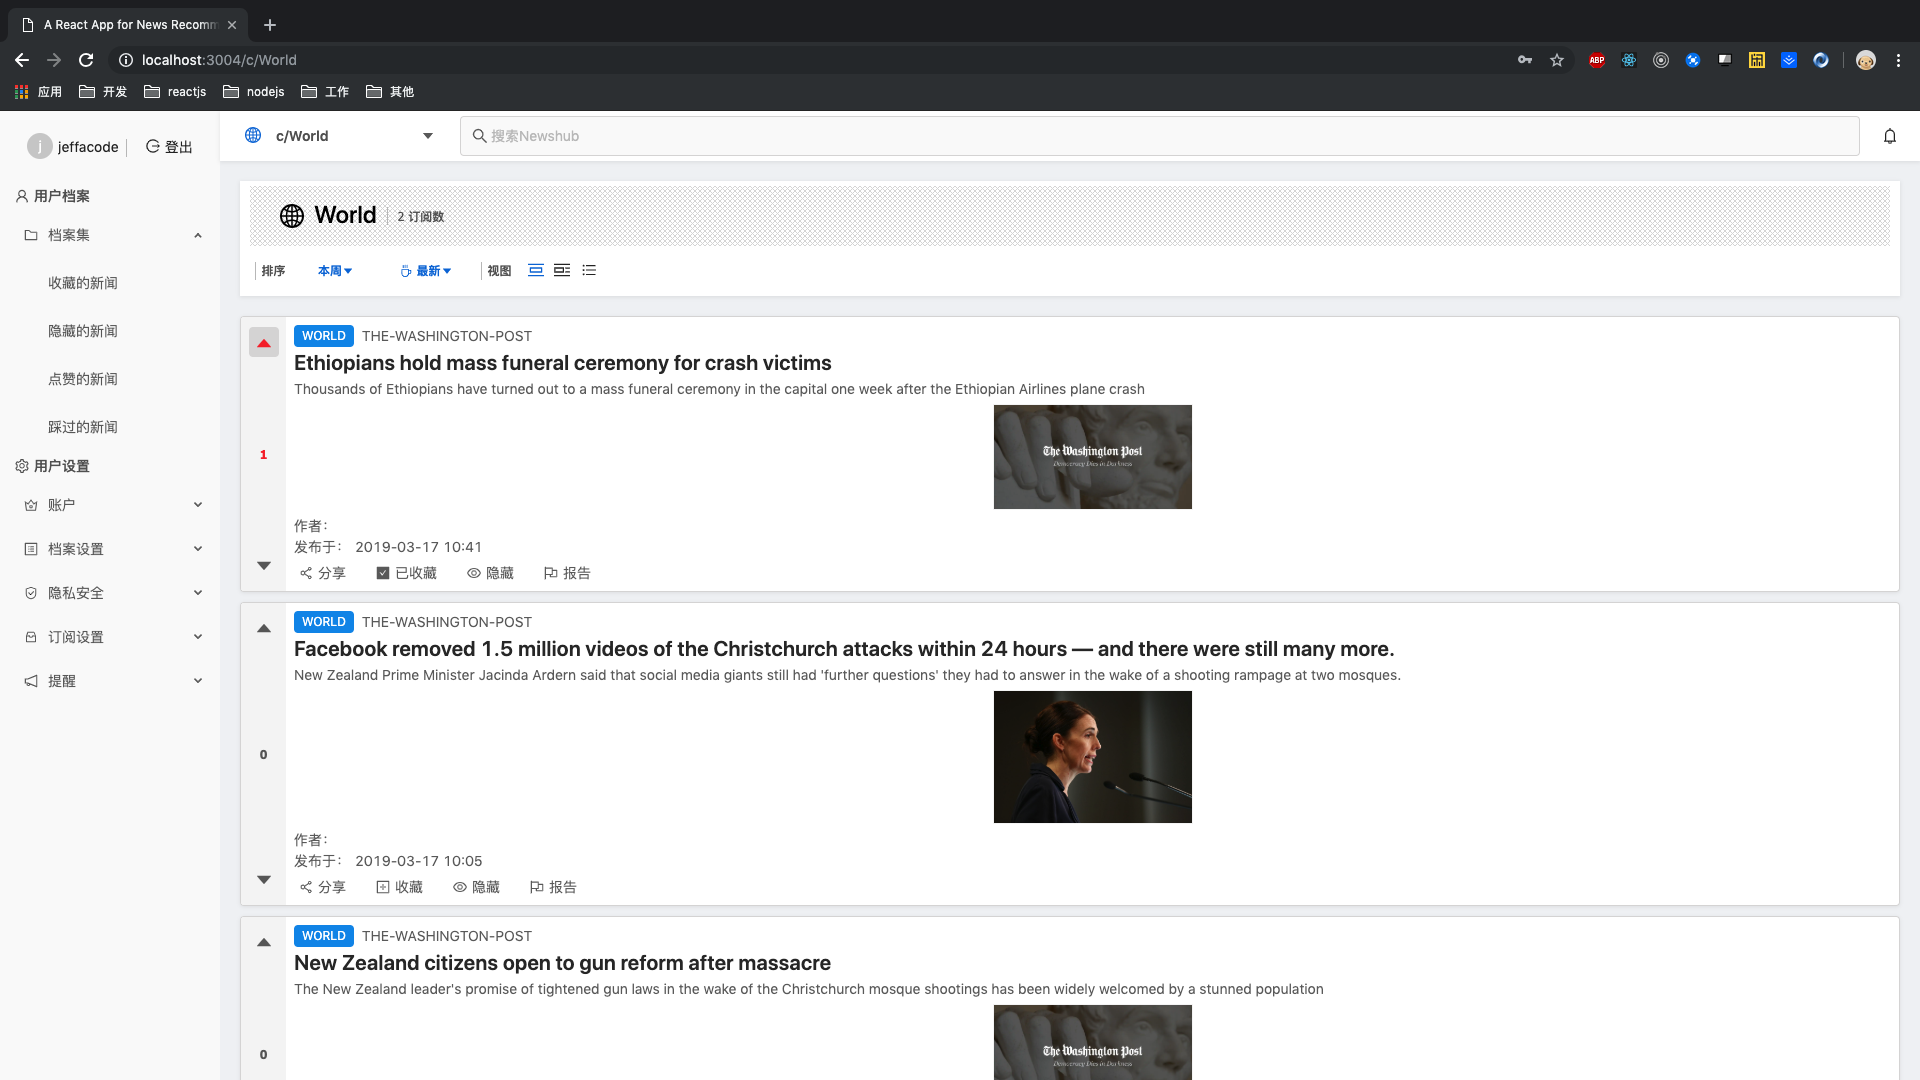 A React App for News Recomm
localhost:3004/c/World
ABP
应用 开发 reactjs nodejs 工作 其他
j jeffacode 登出
用户档案
档案集
收藏的新闻
隐藏的新闻
点赞的新闻
踩过的新闻
用户设置
账户
档案设置
隐私安全
订阅设置
提醒
c/World
搜索Newshub
World 2 订阅数
排序 本周 最新 视图
WORLD THE-WASHINGTON-POST
Ethiopians hold mass funeral ceremony for crash victims
Thousands of Ethiopians have turned out to a mass funeral ceremony in the capital one week after the Ethiopian Airlines plane crash
The Washington Post
Democracy Dies in Darkness
1
作者：
发布于： 2019-03-17 10:41
分享 已收藏 隐藏 报告
WORLD THE-WASHINGTON-POST
Facebook removed 1.5 million videos of the Christchurch attacks within 24 hours — and there were still many more.
New Zealand Prime Minister Jacinda Ardern said that social media giants still had 'further questions' they had to answer in the wake of a shooting rampage at two mosques.
0
作者：
发布于： 2019-03-17 10:05
分享 收藏 隐藏 报告
WORLD THE-WASHINGTON-POST
New Zealand citizens open to gun reform after massacre
The New Zealand leader's promise of tightened gun laws in the wake of the Christchurch mosque shootings has been widely welcomed by a stunned population
The Washington Post
Democracy Dies in Darkness
0